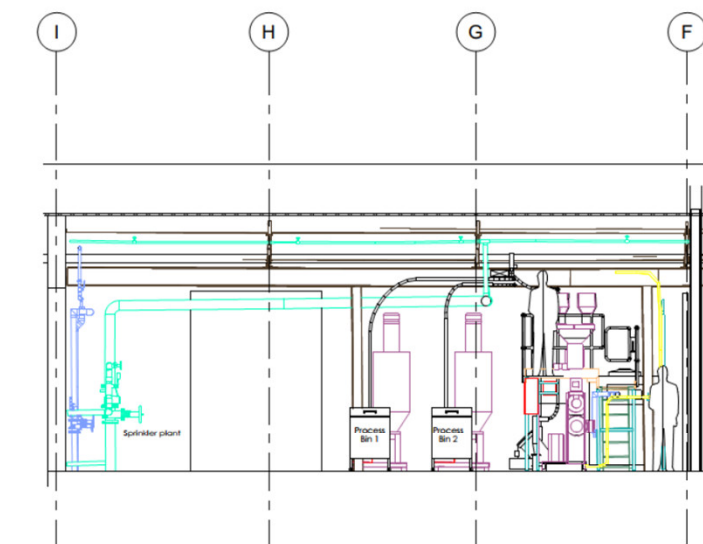 I
H
G
F
Sprinkler plant
Process
Bin 1
Process
Bin 2